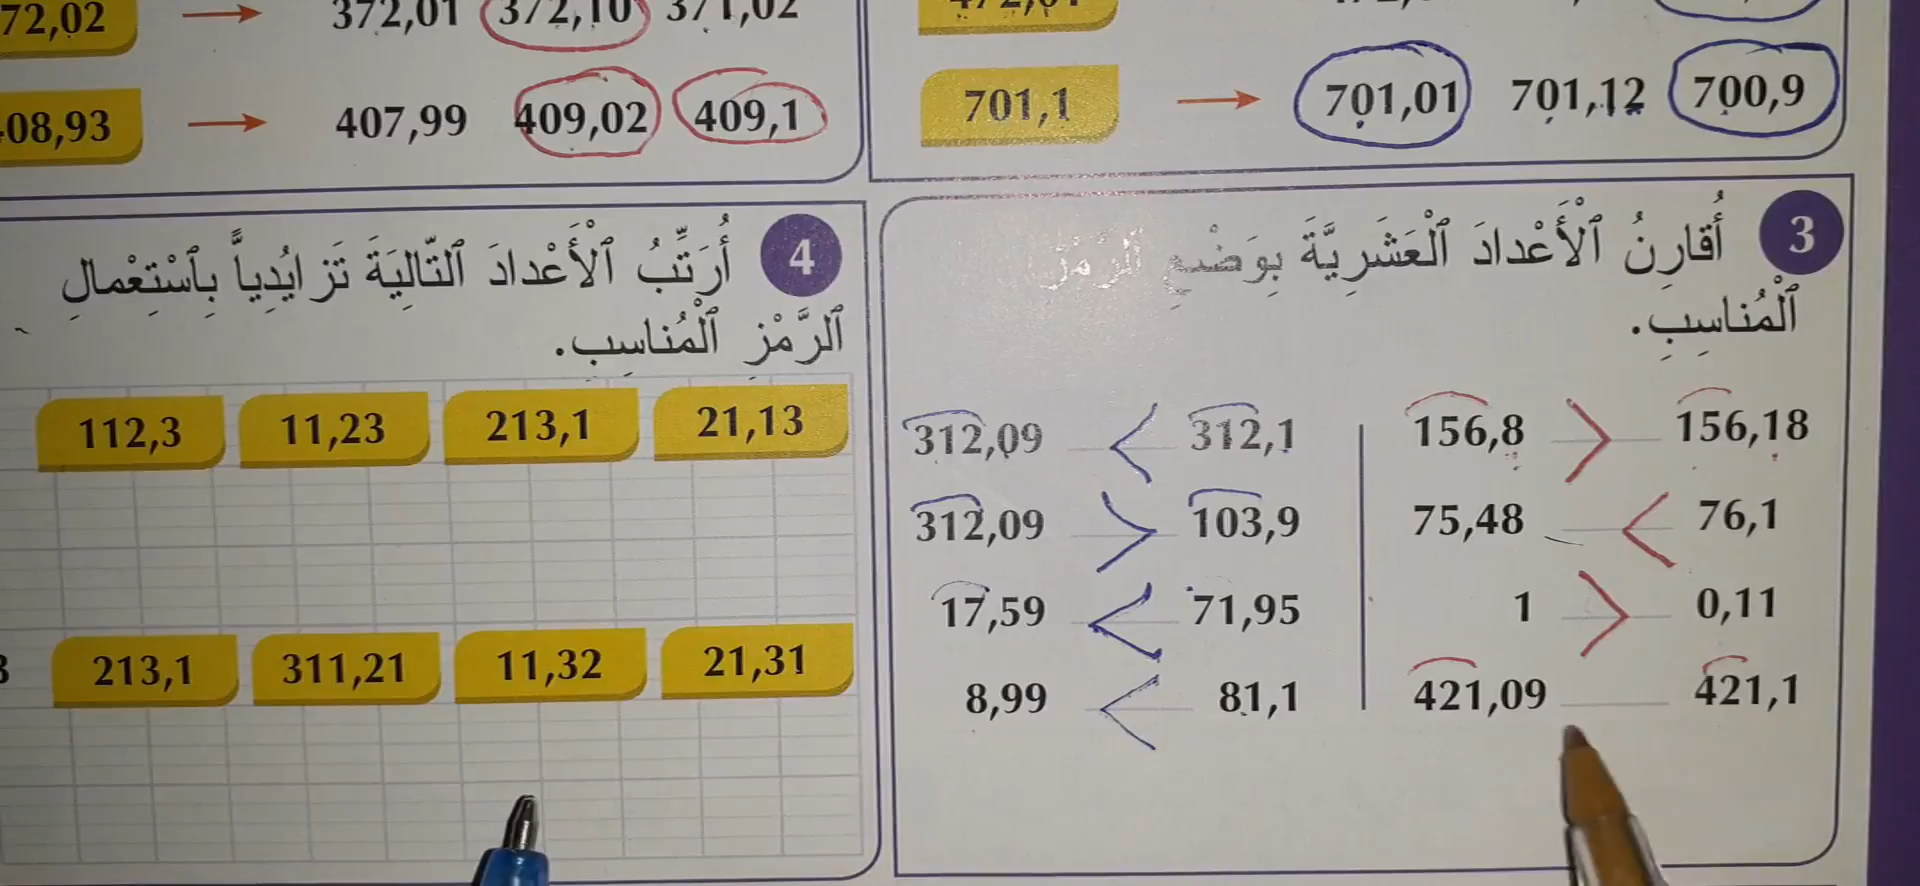 72,02 → 372,01 372,10 371,02
08,93 → 407,99 409,02 409,1
701,1 → 701,01 701,12 700,9
3 أُقارِنُ ٱلْأَعْدادَ ٱلْعَشَرِيَّةَ بِوَضْعِ ٱلرَّمْزِ
ٱلْمُناسِبِ.
156,8 > 156,18
75,48 < 76,1
1 > 0,11
421,09 421,1
312,09 < 312,1
312,09 > 103,9
17,59 < 71,95
8,99 < 81,1
4 أُرَتِّبُ ٱلْأَعْدادَ ٱلتّالِيَةَ تَزايُدِياًّ بِٱسْتِعْمالِ
ٱلرَّمْزِ ٱلْمُناسِبِ.
112,3 11,23 213,1 21,13
213,1 311,21 11,32 21,31